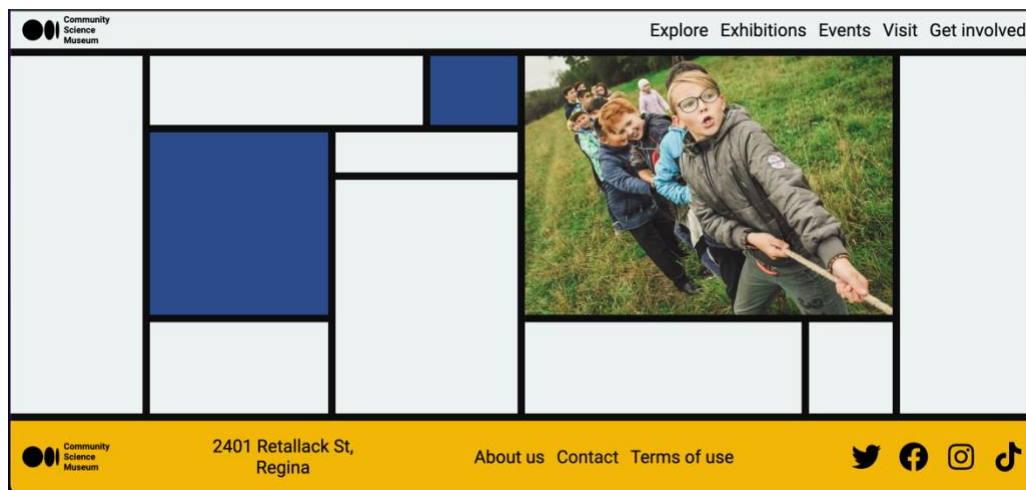 Community
Science
Museum
Explore Exhibitions Events Visit Get involved
Community
Science
Museum
2401 Retallack St,
Regina
About us Contact Terms of use